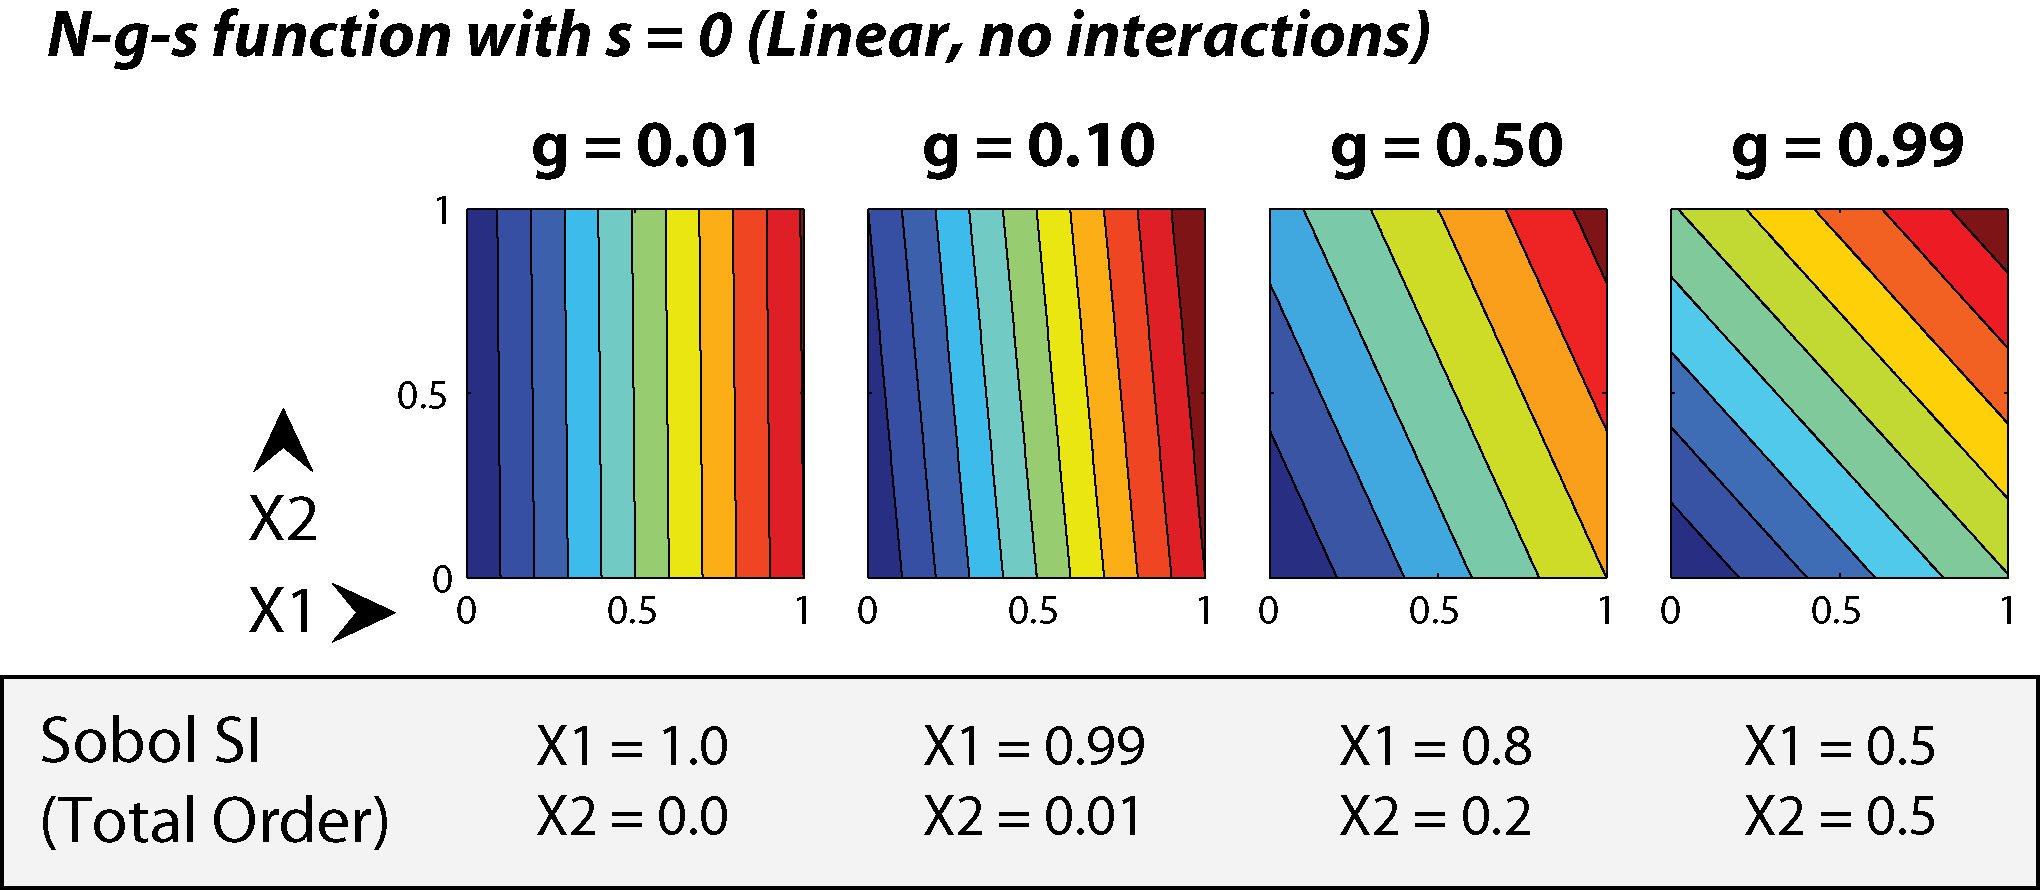 N-g-s function with s = 0 (Linear, no interactions)
g = 0.01 g = 0.10 g = 0.50 g = 0.99
1
0.5
0
X2
X1
0 0.5 1 0 0.5 1 0 0.5 1 0 0.5 1
Sobol SI X1 = 1.0 X1 = 0.99 X1 = 0.8 X1 = 0.5
(Total Order) X2 = 0.0 X2 = 0.01 X2 = 0.2 X2 = 0.5